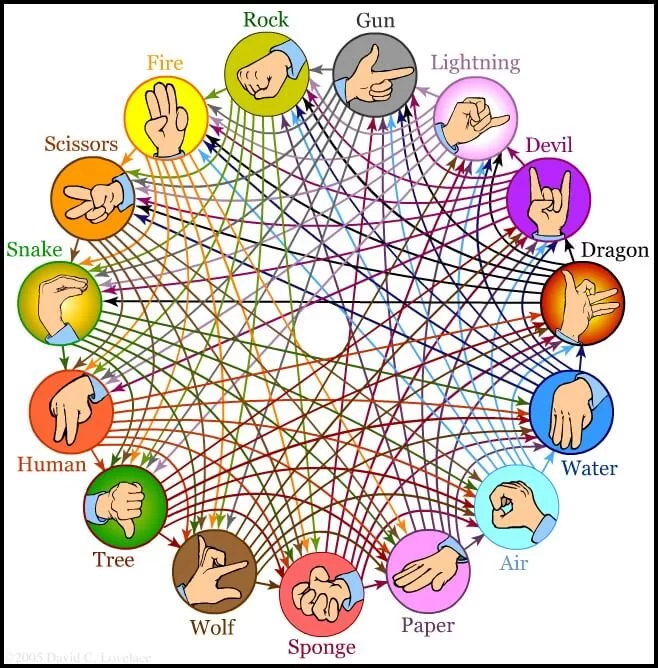 Rock
Gun
Fire
Lightning
Scissors
Devil
Snake
Dragon
Human
Water
Tree
Air
Wolf
Paper
Sponge
©2005 David C. Lovelace